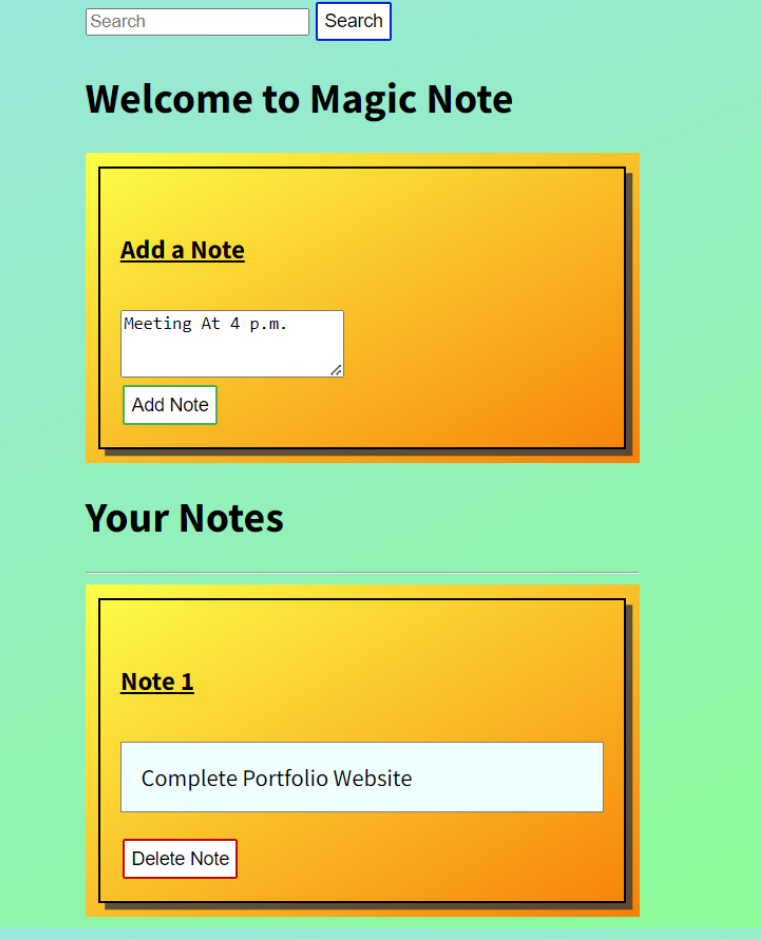 Search Search
Welcome to Magic Note
Add a Note
Meeting At 4 p.m.
Add Note
Your Notes
Note 1
Complete Portfolio Website
Delete Note